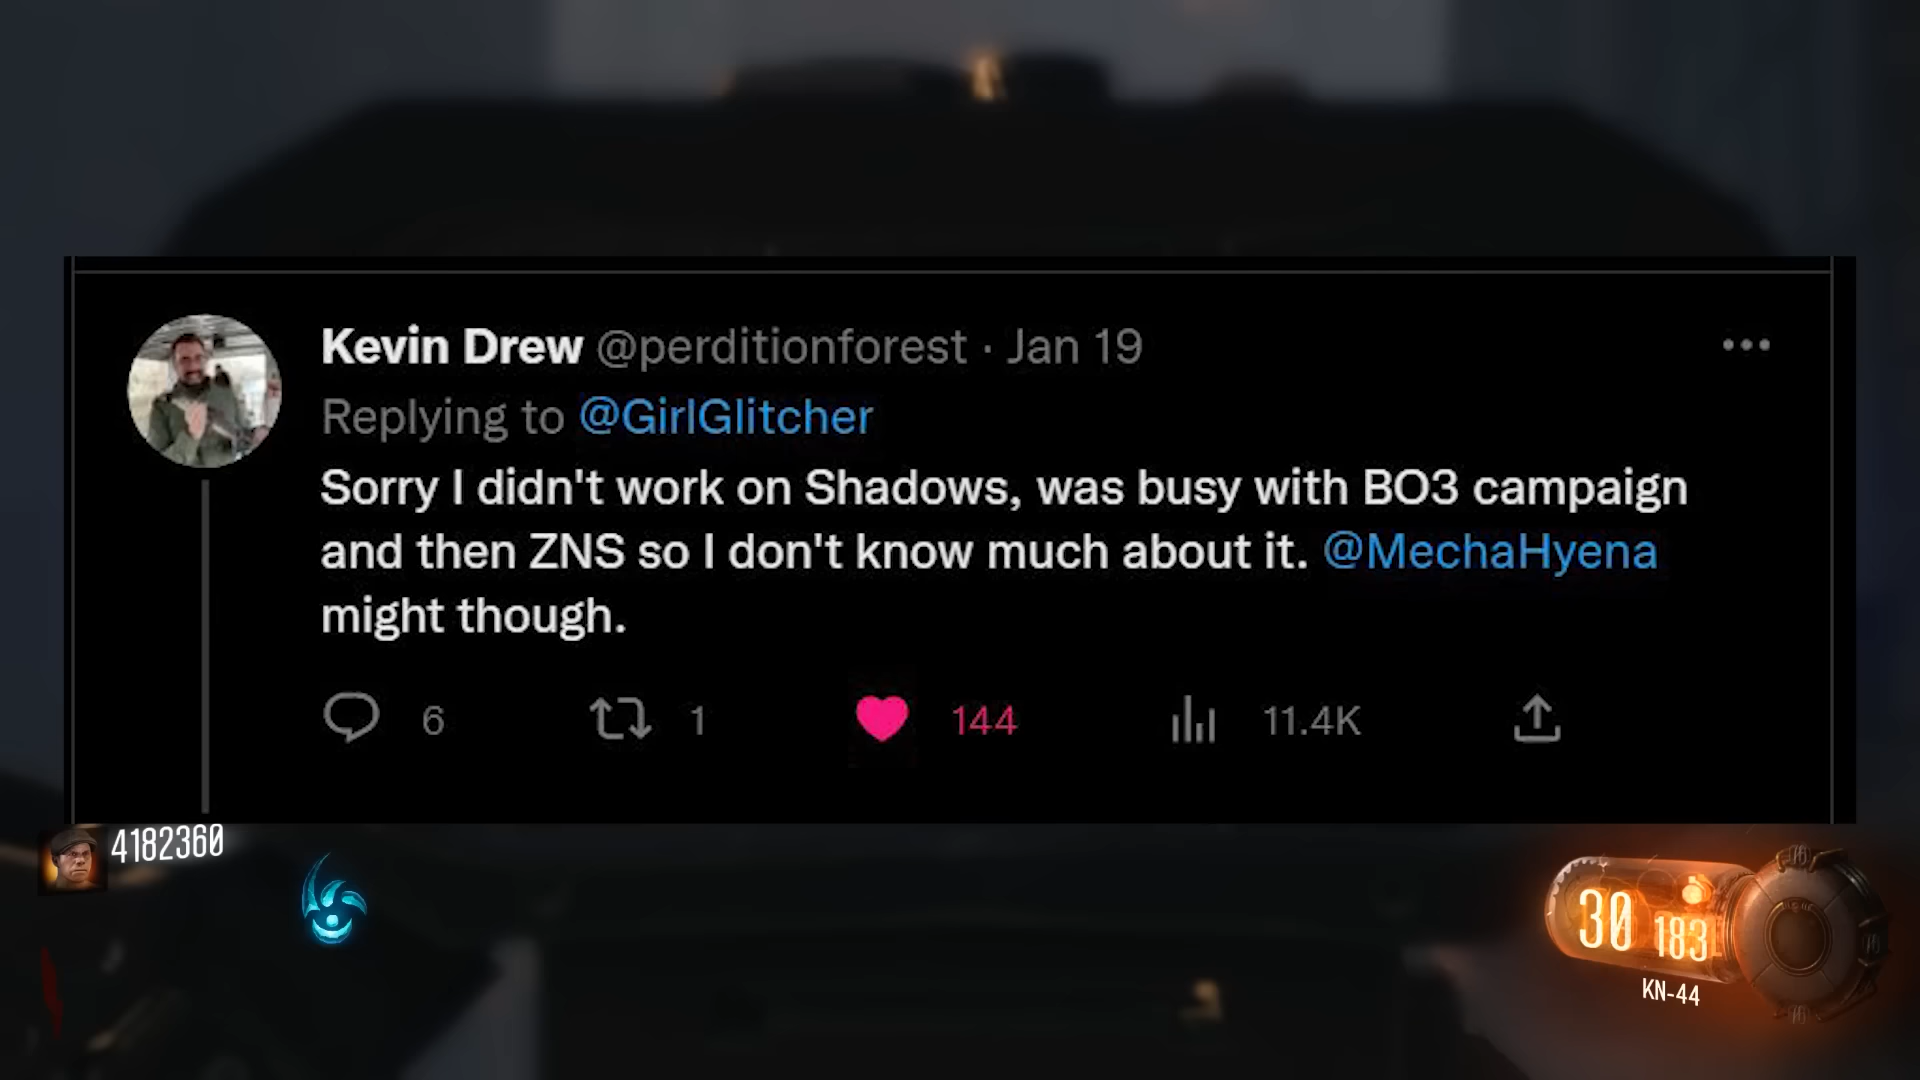 Kevin Drew @perditionforest · Jan 19
Replying to @GirlGlitcher
Sorry I didn't work on Shadows, was busy with BO3 campaign
and then ZNS so I don't know much about it. @MechaHyena
might though.
6 1 144 11.4K
4182360
30 183
KN-44